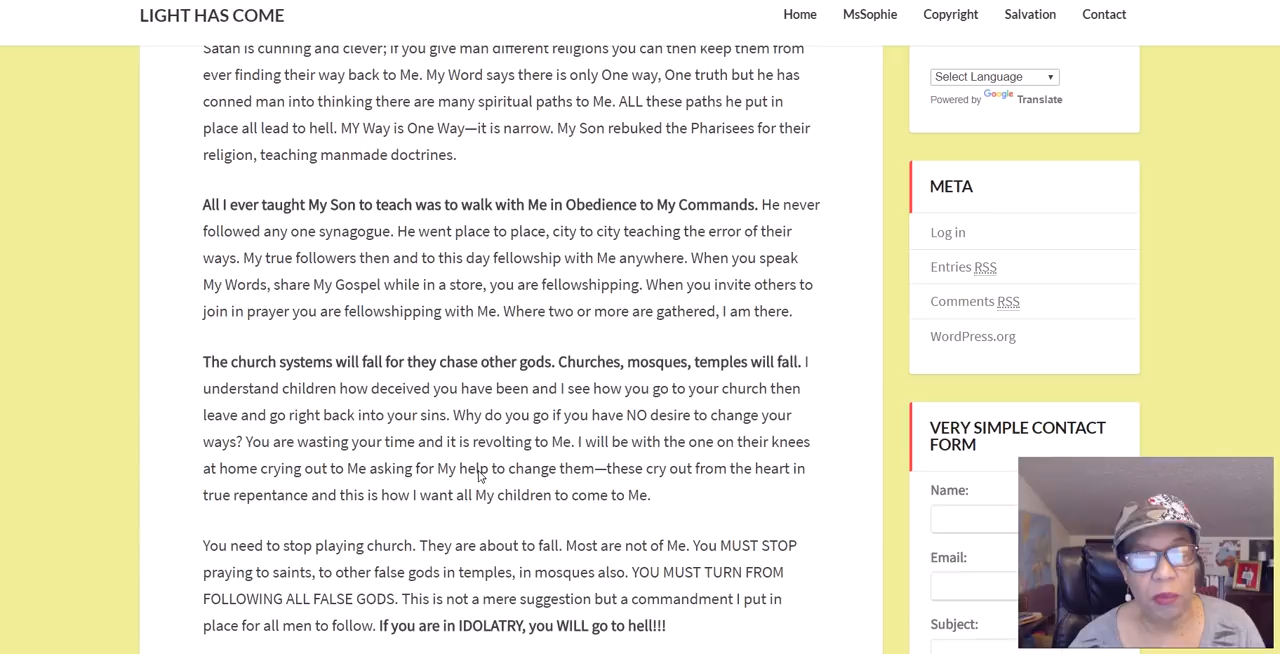 LIGHT HAS COME
Home
MsSophie
Copyright
Salvation
Contact
Satan is cunning and clever; if you give man different religions you can then keep them from
ever finding their way back to Me. My Word says there is only One way, One truth but he has
conned man into thinking there are many spiritual paths to Me. ALL these paths he put in
place all lead to hell. MY Way is One Way—it is narrow. My Son rebuked the Pharisees for their
religion, teaching manmade doctrines.
All I ever taught My Son to teach was to walk with Me in Obedience to My Commands. He never
followed any one synagogue. He went place to place, city to city teaching the error of their
ways. My true followers then and to this day fellowship with Me anywhere. When you speak
My Words, share My Gospel while in a store, you are fellowshipping. When you invite others to
join in prayer you are fellowshipping with Me. Where two or more are gathered, I am there.
The church systems will fall for they chase other gods. Churches, mosques, temples will fall. I
understand children how deceived you have been and I see how you go to your church then
leave and go right back into your sins. Why do you go if you have NO desire to change your
ways? You are wasting your time and it is revolting to Me. I will be with the one on their knees
at home crying out to Me asking for My help to change them—these cry out from the heart in
true repentance and this is how I want all My children to come to Me.
You need to stop playing church. They are about to fall. Most are not of Me. You MUST STOP
praying to saints, to other false gods in temples, in mosques also. YOU MUST TURN FROM
FOLLOWING ALL FALSE GODS. This is not a mere suggestion but a commandment I put in
place for all men to follow. If you are in IDOLATRY, you WILL go to hell!!!
Select Language
Powered by Google Translate
META
Log in
Entries RSS
Comments RSS
WordPress.org
VERY SIMPLE CONTACT
FORM
Name:
Email:
Subject: